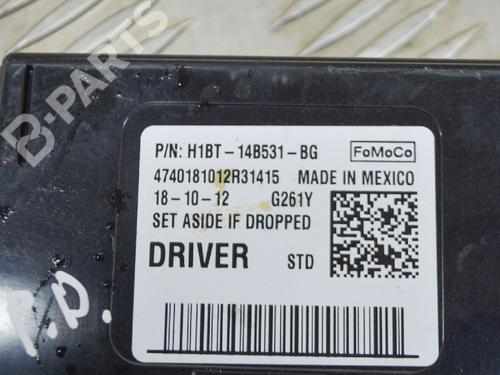 B-PARTS
P/N: H1BT-14B531-BG FoMoCo
4740181012R31415 MADE IN MEXICO
18-10-12 G261Y
SET ASIDE IF DROPPED
DRIVER STD
P.D.